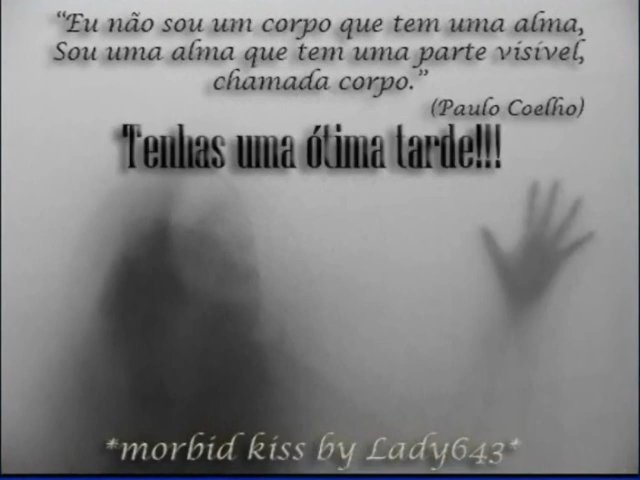 “Eu não sou um corpo que tem uma alma,
Sou uma alma que tem uma parte visível,
chamada corpo.”
(Paulo Coelho)
Tenhas uma ótima tarde!!!
*morbid kiss by Lady643*